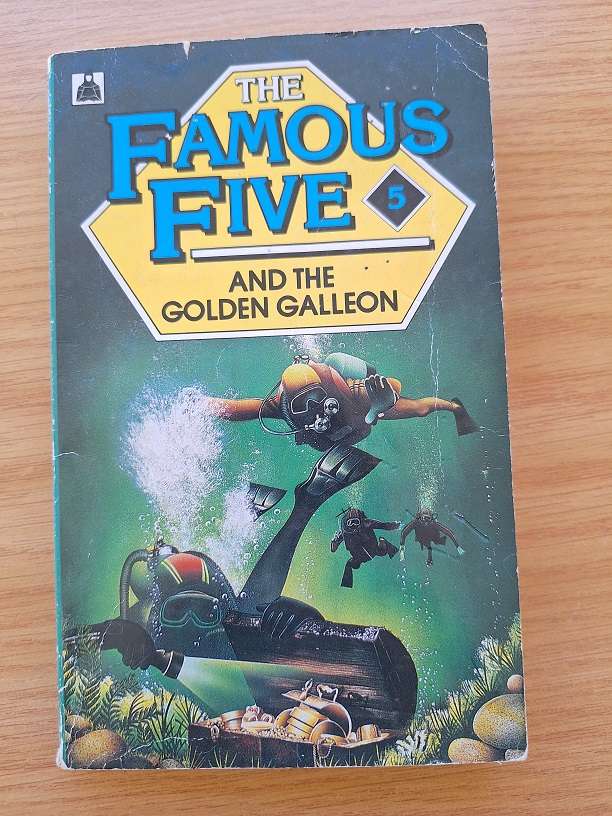 THE
FAMOUS
FIVE
5
AND THE
GOLDEN GALLEON